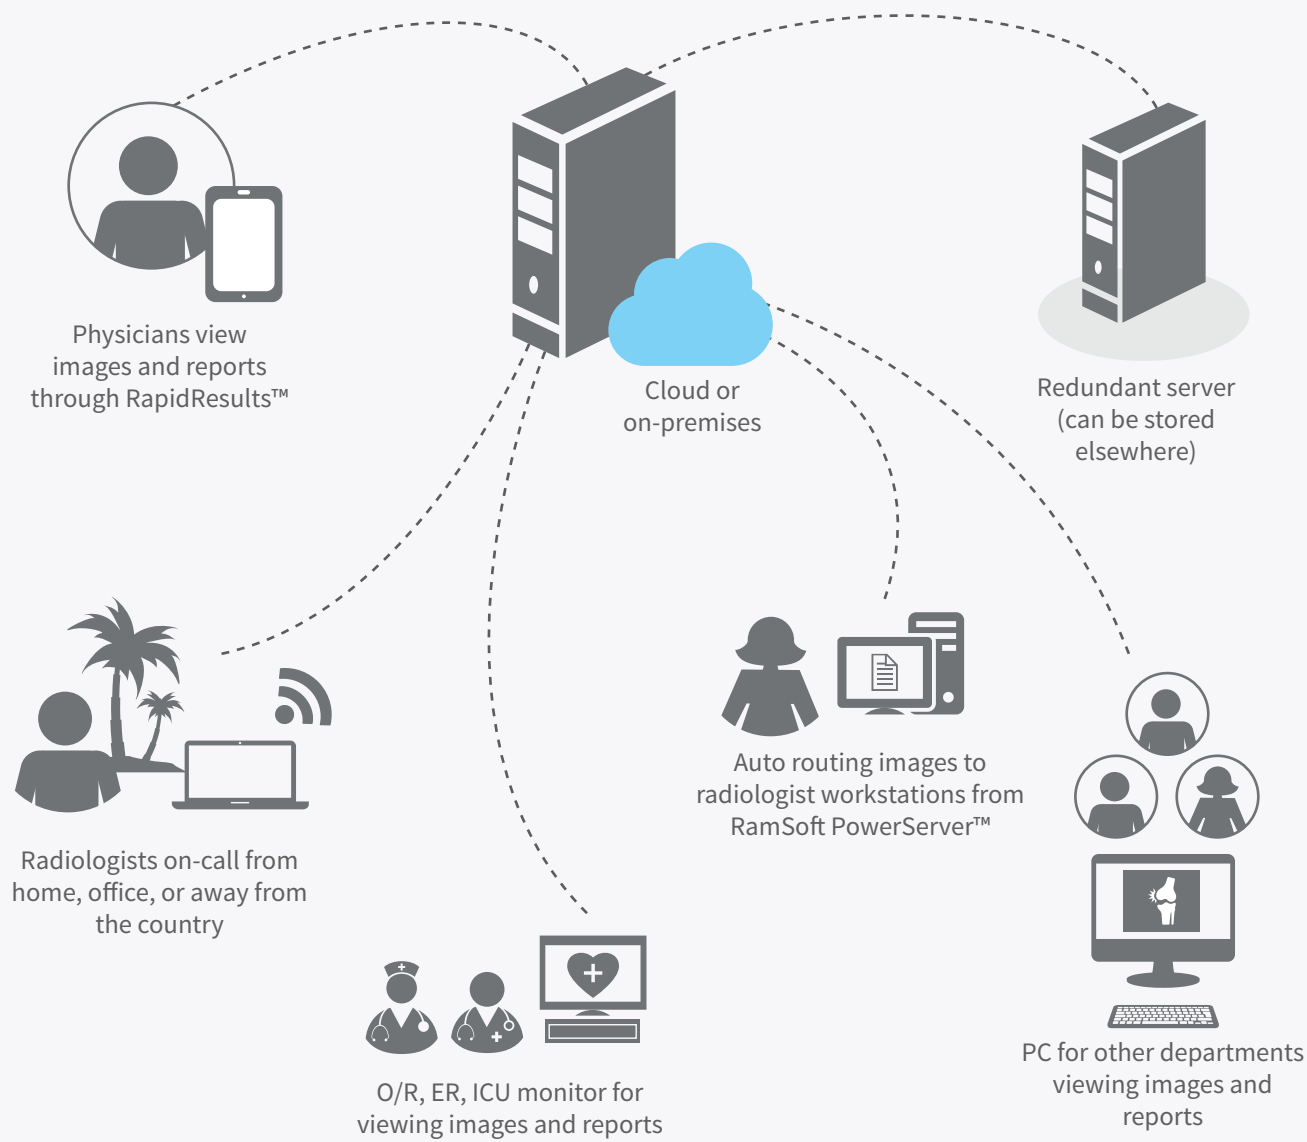 Physicians view
images and reports
through RapidResults™
Cloud or
on-premises
Redundant server
(can be stored
elsewhere)
Radiologists on-call from
home, office, or away from
the country
O/R, ER, ICU monitor for
viewing images and reports
Auto routing images to
radiologist workstations from
RamSoft PowerServer™
PC for other departments
viewing images and
reports